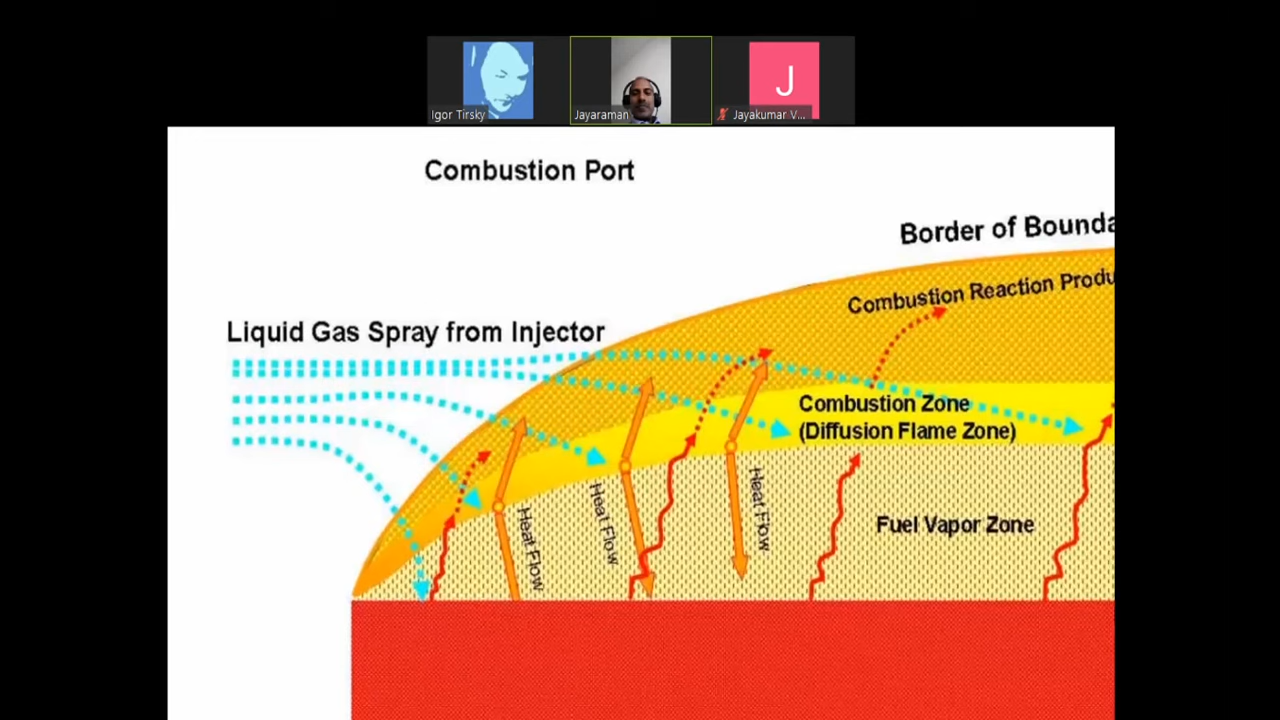 Igor Tirsky
Jayaraman
J
Jayakumar V...
Combustion Port
Border of Bounda
Combustion Reaction Produ
Liquid Gas Spray from Injector
Combustion Zone
(Diffusion Flame Zone)
Heat Flow
Heat Flow
Heat Flow
Fuel Vapor Zone